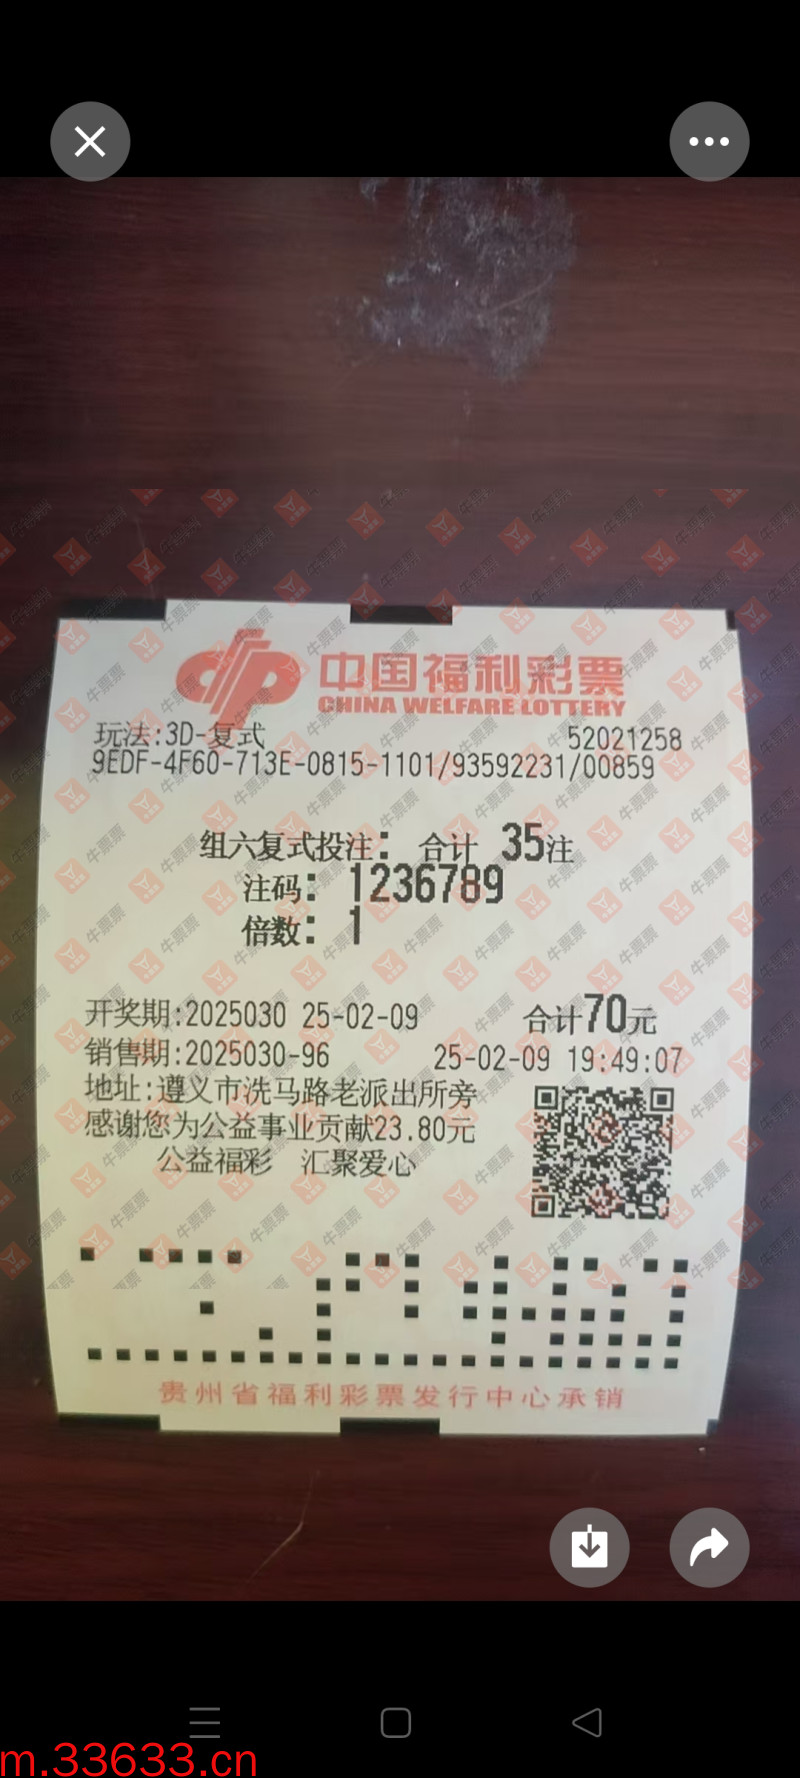 中国福利彩票
CHINA WELFARE LOTTERY
玩法:3D-复式 52021258
9EDF-4F60-713E-0815-1101/93592231/00859
组六复式投注: 合计 35注
注码: 1236789
倍数: 1
开奖期:2025030 25-02-09 合计70元
销售期:2025030-96 25-02-09 19:49:07
地址:遵义市洗马路老派出所旁
感谢您为公益事业贡献23.80元
公益福彩 汇聚爱心
贵州省福利彩票发行中心承销
牛票票
m.33633.cn